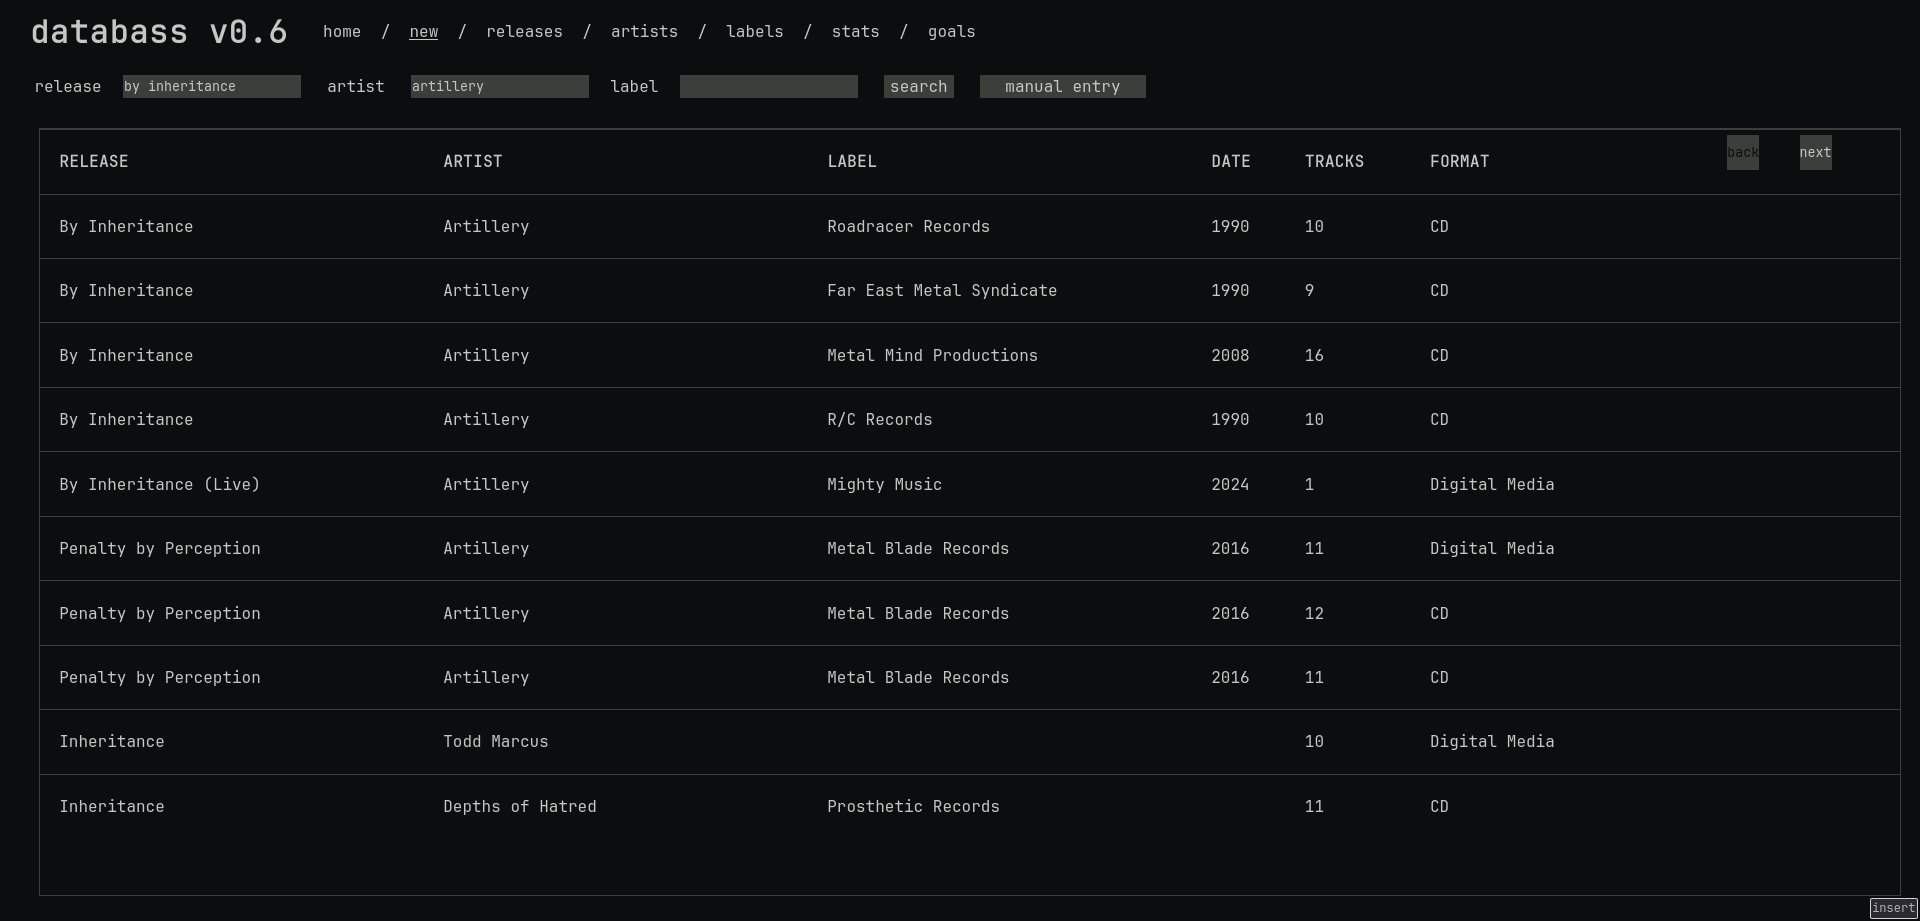 databass v0.6 home / new / releases / artists / labels / stats / goals
release by inheritance artist artillery label search manual entry
RELEASE ARTIST LABEL DATE TRACKS FORMAT back next
By Inheritance Artillery Roadracer Records 1990 10 CD
By Inheritance Artillery Far East Metal Syndicate 1990 9 CD
By Inheritance Artillery Metal Mind Productions 2008 16 CD
By Inheritance Artillery R/C Records 1990 10 CD
By Inheritance (Live) Artillery Mighty Music 2024 1 Digital Media
Penalty by Perception Artillery Metal Blade Records 2016 11 Digital Media
Penalty by Perception Artillery Metal Blade Records 2016 12 CD
Penalty by Perception Artillery Metal Blade Records 2016 11 CD
Inheritance Todd Marcus 10 Digital Media
Inheritance Depths of Hatred Prosthetic Records 11 CD
insert